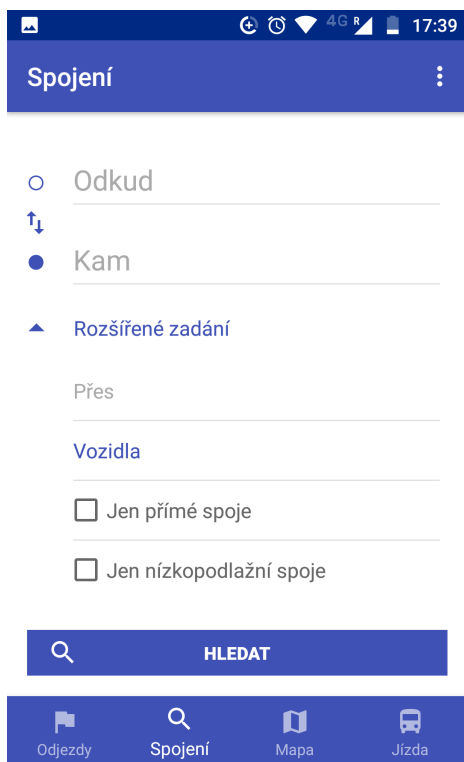 4G R 17:39
Spojení
Odkud
Kam
Rozšířené zadání
Přes
Vozidla
Jen přímé spoje
Jen nízkopodlažní spoje
HLEDAT
Odjezdy Spojení Mapa Jízda